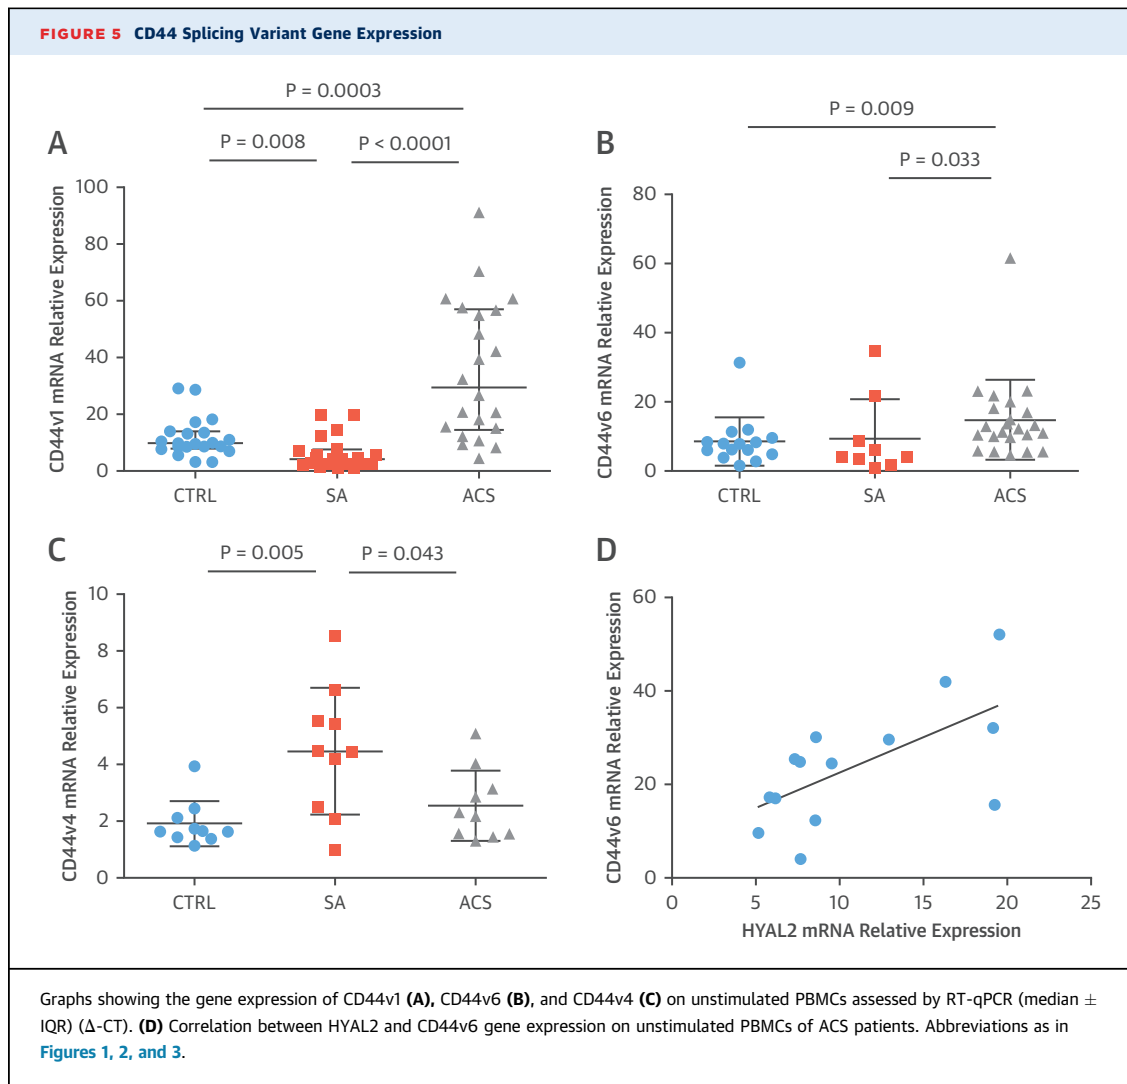 FIGURE 5 CD44 Splicing Variant Gene Expression
A
P = 0.0003
P = 0.008
P < 0.0001
CD44v1 mRNA Relative Expression
100
80
60
40
20
0
CTRL
SA
ACS
B
P = 0.009
P = 0.033
CD44v6 mRNA Relative Expression
80
60
40
20
0
CTRL
SA
ACS
C
P = 0.005
P = 0.043
CD44v4 mRNA Relative Expression
10
8
6
4
2
0
CTRL
SA
ACS
D
CD44v6 mRNA Relative Expression
60
40
20
0
0
5
10
15
20
25
HYAL2 mRNA Relative Expression
Graphs showing the gene expression of CD44v1 (A), CD44v6 (B), and CD44v4 (C) on unstimulated PBMCs assessed by RT-qPCR (median ±
IQR) (Δ-CT). (D) Correlation between HYAL2 and CD44v6 gene expression on unstimulated PBMCs of ACS patients. Abbreviations as in
Figures 1, 2, and 3.